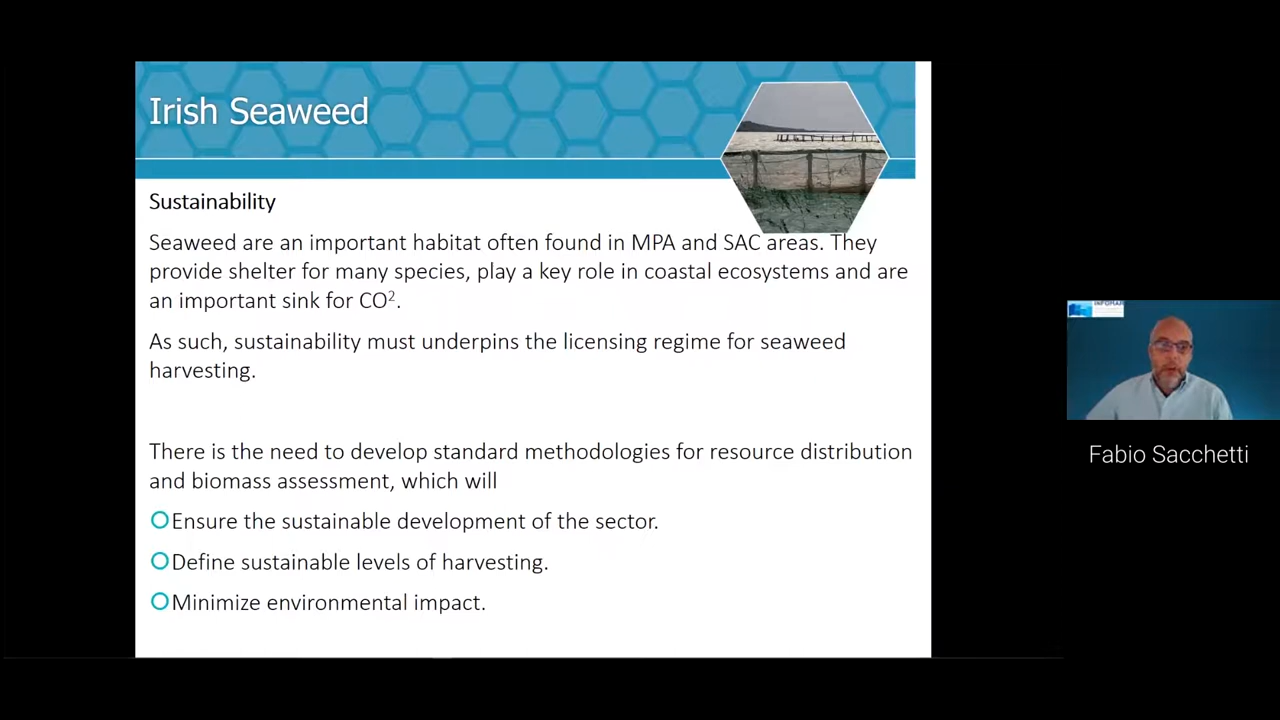 Irish Seaweed
Sustainability
Seaweed are an important habitat often found in MPA and SAC areas. They
provide shelter for many species, play a key role in coastal ecosystems and are
an important sink for CO².
As such, sustainability must underpins the licensing regime for seaweed
harvesting.
There is the need to develop standard methodologies for resource distribution
and biomass assessment, which will
Ensure the sustainable development of the sector.
Define sustainable levels of harvesting.
Minimize environmental impact.
Fabio Sacchetti